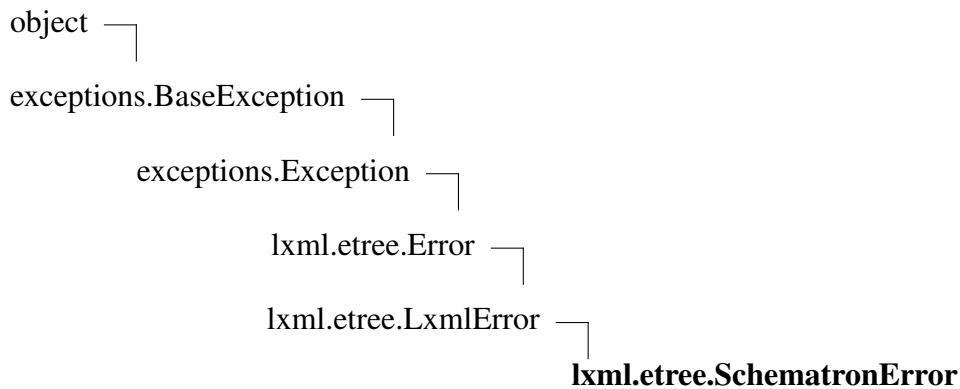 object
exceptions.BaseException
exceptions.Exception
lxml.etree.Error
lxml.etree.LxmlError
lxml.etree.SchematronError